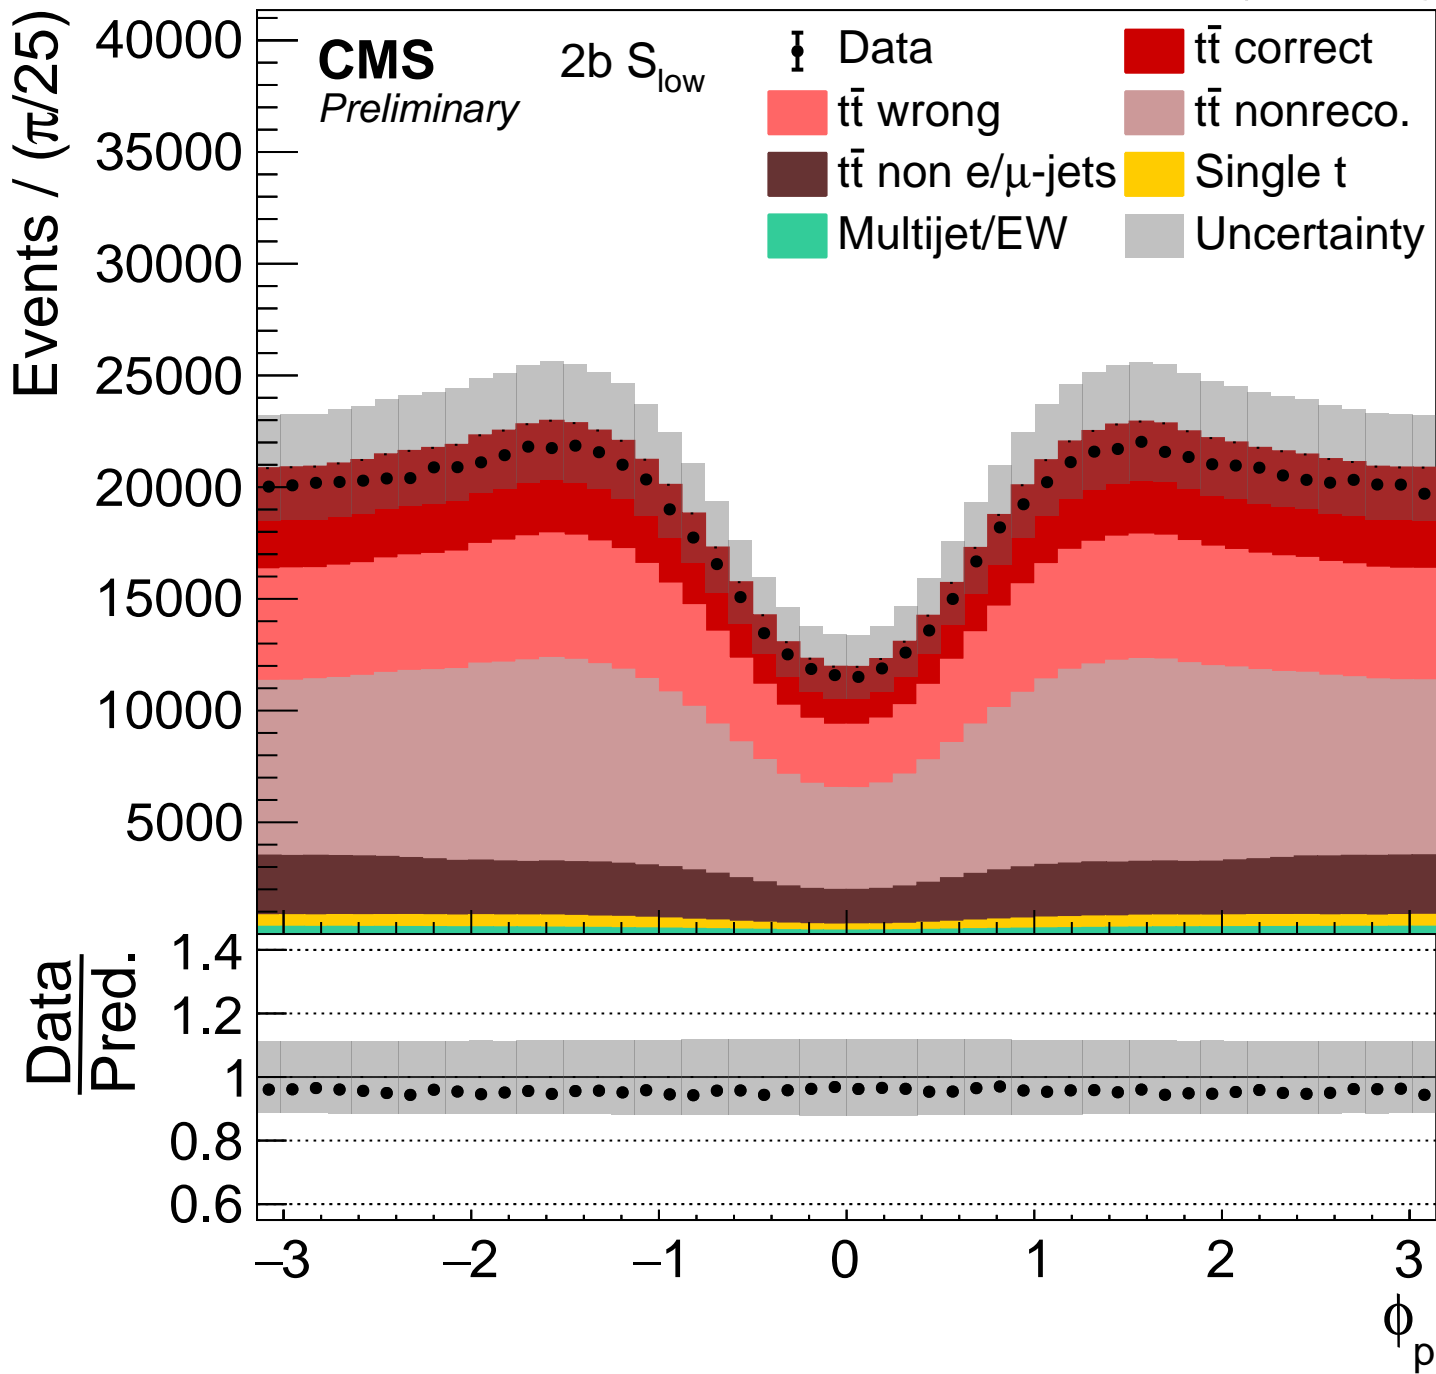 CMS
Preliminary
2b S_low
Data
tt̄ correct
tt̄ wrong
tt̄ nonreco.
tt̄ non e/μ-jets
Single t
Multijet/EW
Uncertainty
Events / (π/25)
40000
35000
30000
25000
20000
15000
10000
5000
Data
Pred.
1.4
1.2
1
0.8
0.6
−3 −2 −1 0 1 2 3
ϕ_p